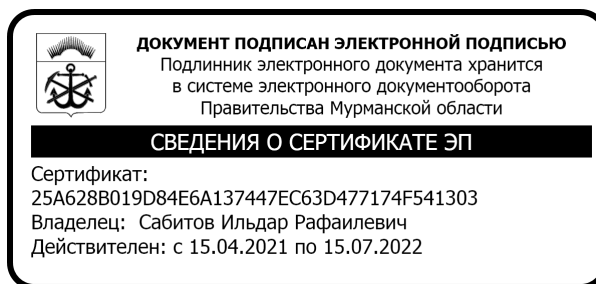 ДОКУМЕНТ ПОДПИСАН ЭЛЕКТРОННОЙ ПОДПИСЬЮ
Подлинник электронного документа хранится
в системе электронного документооборота
Правительства Мурманской области
СВЕДЕНИЯ О СЕРТИФИКАТЕ ЭП
Сертификат:
25A628B019D84E6A137447EC63D477174F541303
Владелец: Сабитов Ильдар Рафаилевич
Действителен: с 15.04.2021 по 15.07.2022